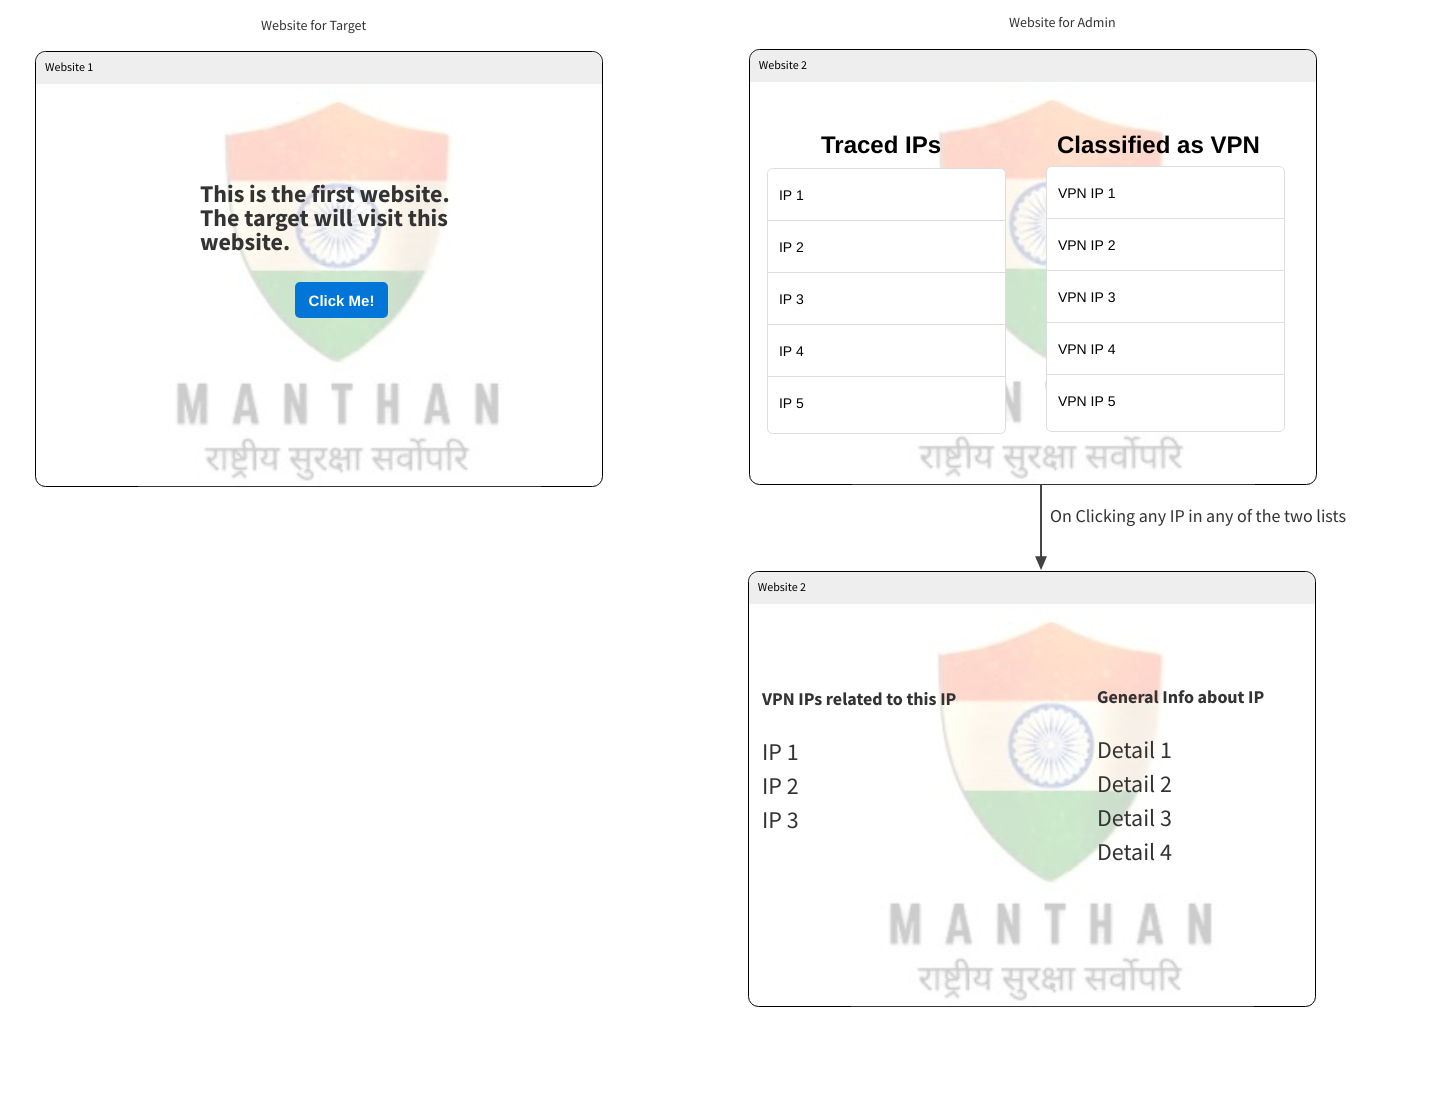 Website for Target
Website 1
This is the first website.
The target will visit this
website.
Click Me!
MANTHAN
राष्ट्रीय सुरक्षा सर्वोपरि
Website for Admin
Website 2
Traced IPs
IP 1
IP 2
IP 3
IP 4
IP 5
Classified as VPN
VPN IP 1
VPN IP 2
VPN IP 3
VPN IP 4
VPN IP 5
N
राष्ट्रीय सुरक्षा सर्वोपरि
On Clicking any IP in any of the two lists
Website 2
VPN IPs related to this IP
IP 1
IP 2
IP 3
General Info about IP
Detail 1
Detail 2
Detail 3
Detail 4
MANTHAN
राष्ट्रीय सुरक्षा सर्वोपरि